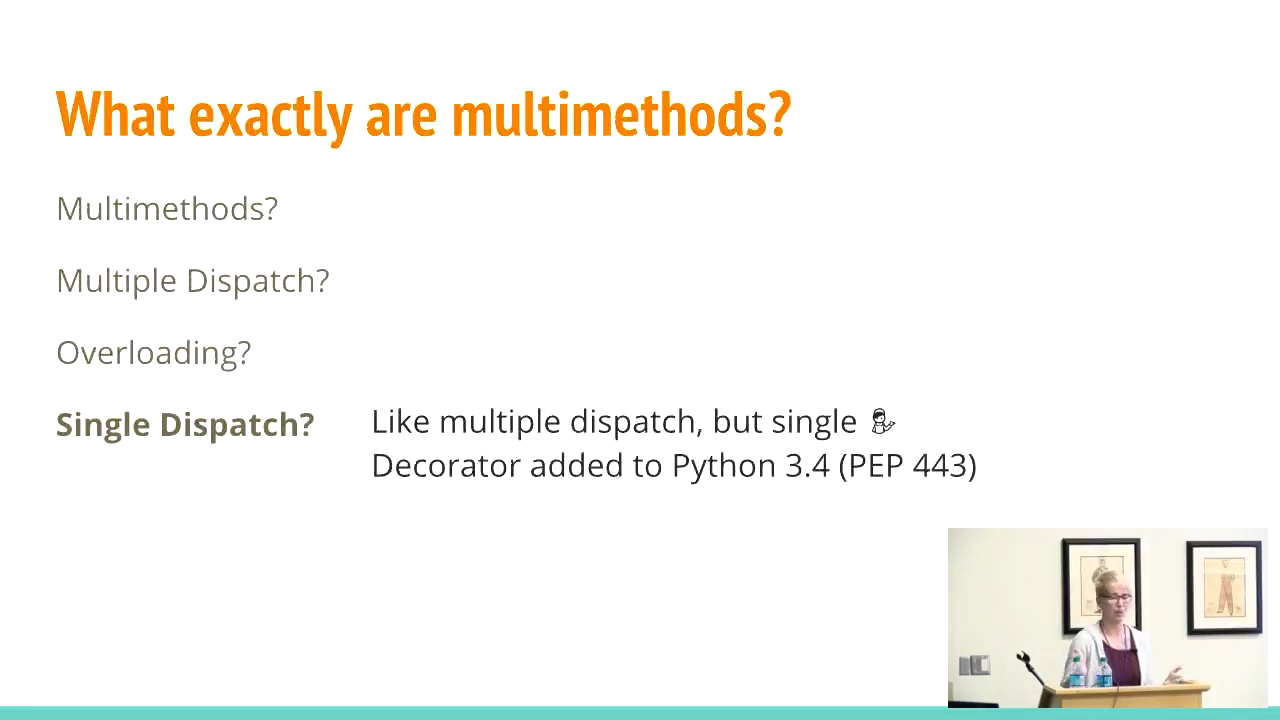 What exactly are multimethods?
Multimethods?
Multiple Dispatch?
Overloading?
Single Dispatch?
Like multiple dispatch, but single 💁
Decorator added to Python 3.4 (PEP 443)